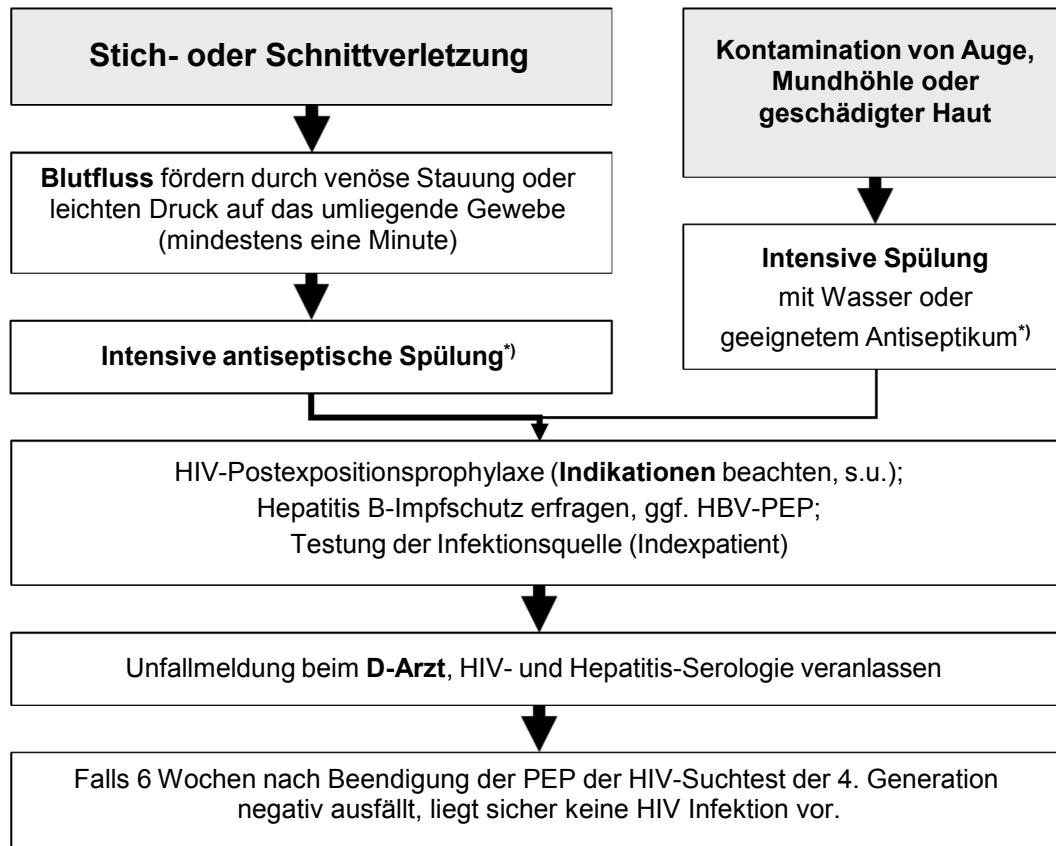 Stich- oder Schnittverletzung
Kontamination von Auge,
Mundhöhle oder
geschädigter Haut
Blutfluss fördern durch venöse Stauung oder
leichten Druck auf das umliegende Gewebe
(mindestens eine Minute)
Intensive antiseptische Spülung*)
Intensive Spülung
mit Wasser oder
geeignetem Antiseptikum*)
HIV-Postexpositionsprophylaxe (Indikationen beachten, s.u.);
Hepatitis B-Impfschutz erfragen, ggf. HBV-PEP;
Testung der Infektionsquelle (Indexpatient)
Unfallmeldung beim D-Arzt, HIV- und Hepatitis-Serologie veranlassen
Falls 6 Wochen nach Beendigung der PEP der HIV-Suchtest der 4. Generation
negativ ausfällt, liegt sicher keine HIV Infektion vor.